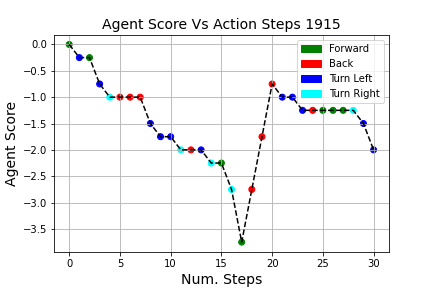 Agent Score Vs Action Steps 1915
Forward
Back
Turn Left
Turn Right
0.0
−0.5
−1.0
−1.5
−2.0
−2.5
−3.0
−3.5
Agent Score
0 5 10 15 20 25 30
Num. Steps